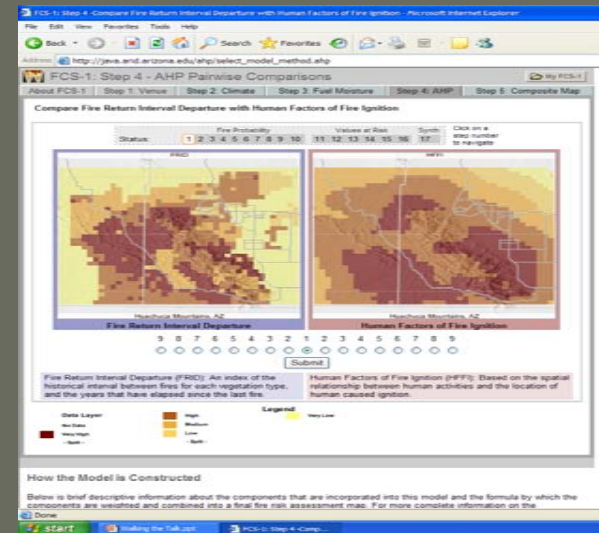 FCS-1: Step 4 -Compare Fire Return Interval Departure with Human Factors of Fire Ignition - Microsoft Internet Explorer
File Edit View Favorites Tools Help
Back Search Favorites
Address http://java.arid.arizona.edu/ahp/select_model_method.ahp
FCS-1: Step 4 - AHP Pairwise Comparisons My FCS-1
About FCS-1 Step 1: Venue Step 2: Climate Step 3: Fuel Moisture Step 4: AHP Step 5: Composite Map
Compare Fire Return Interval Departure with Human Factors of Fire Ignition
Fire Probability Values at Risk Synth Click on a step number to navigate
Status: 1 2 3 4 5 6 7 8 9 10 11 12 13 14 15 16 17
FRID HFFI
Huachuca Mountains, AZ Huachuca Mountains, AZ
Fire Return Interval Departure Human Factors of Fire Ignition
9 8 7 6 5 4 3 2 1 2 3 4 5 6 7 8 9
Submit
Fire Return Interval Departure (FRID): An index of the historical interval between fires for each vegetation type, and the years that have elapsed since the last fire.
Human Factors of Fire Ignition (HFFI): Based on the spatial relationship between human activities and the location of human caused ignition.
Legend
Data Layer High Very Low
No Data Medium
Very High Low
- Split - - Split -
How the Model is Constructed
Below is brief descriptive information about the components that are incorporated into this model and the formula by which the
components are weighted and combined into a final fire risk assessment map. For more complete information on the
Done
start Walking the Talk.ppt FCS-1: Step 4 -Comp...